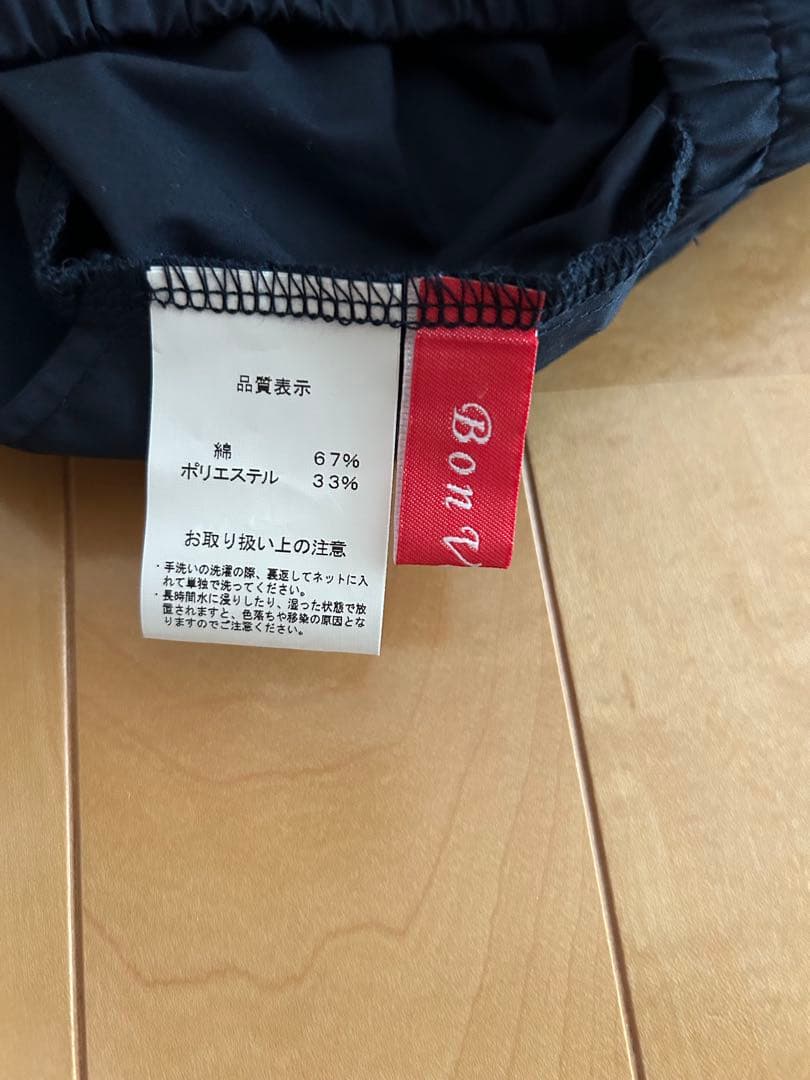 品質表示
綿 67%
ポリエステル 33%
お取り扱い上の注意
・手洗いの洗濯の際、裏返してネットに入
れて単独で洗ってください。
・長時間水に浸りしたり、湿った状態で放
置されますと、色落ちや移染の原因とな
りますのでご注意ください。
Bon